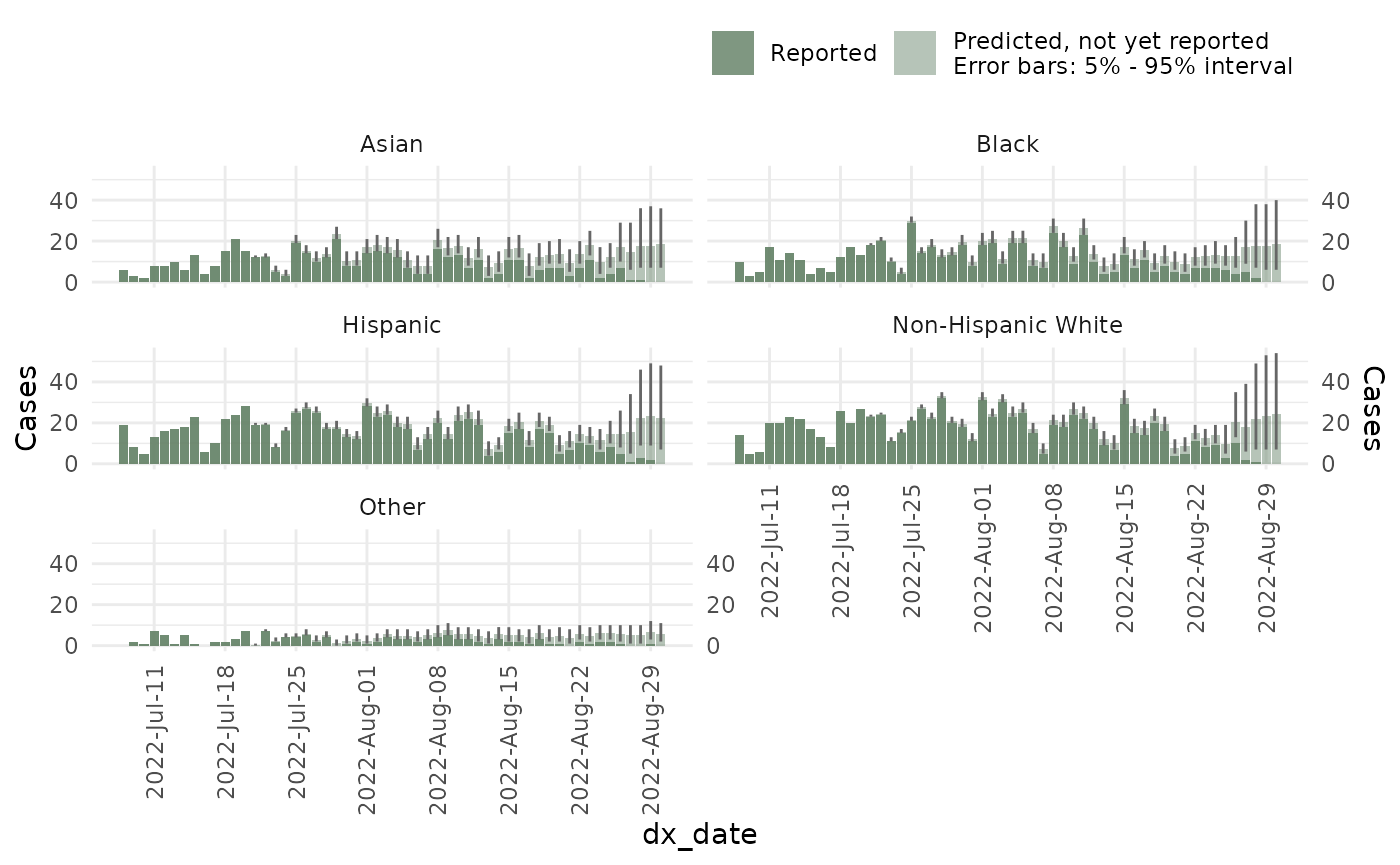 Reported
Predicted, not yet reported
Error bars: 5% - 95% interval
Asian
Black
40
20
0
40
20
0
Hispanic
Non-Hispanic White
Cases
40
20
0
40
20
0
Cases
Other
40
20
0
40
20
0
2022-Jul-11
2022-Jul-18
2022-Jul-25
2022-Aug-01
2022-Aug-08
2022-Aug-15
2022-Aug-22
2022-Aug-29
2022-Jul-11
2022-Jul-18
2022-Jul-25
2022-Aug-01
2022-Aug-08
2022-Aug-15
2022-Aug-22
2022-Aug-29
dx_date